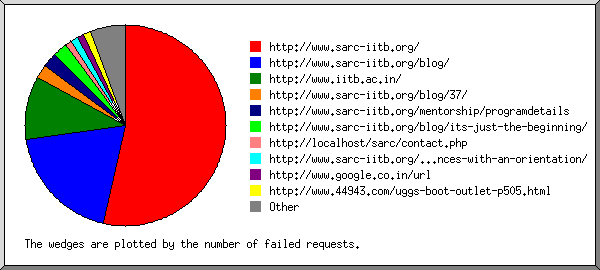 http://www.sarc-iitb.org/
http://www.sarc-iitb.org/blog/
http://www.iitb.ac.in/
http://www.sarc-iitb.org/blog/37/
http://www.sarc-iitb.org/mentorship/programdetails
http://www.sarc-iitb.org/blog/its-just-the-beginning/
http://localhost/sarc/contact.php
http://www.sarc-iitb.org/...nces-with-an-orientation/
http://www.google.co.in/url
http://www.44943.com/uggs-boot-outlet-p505.html
Other
The wedges are plotted by the number of failed requests.